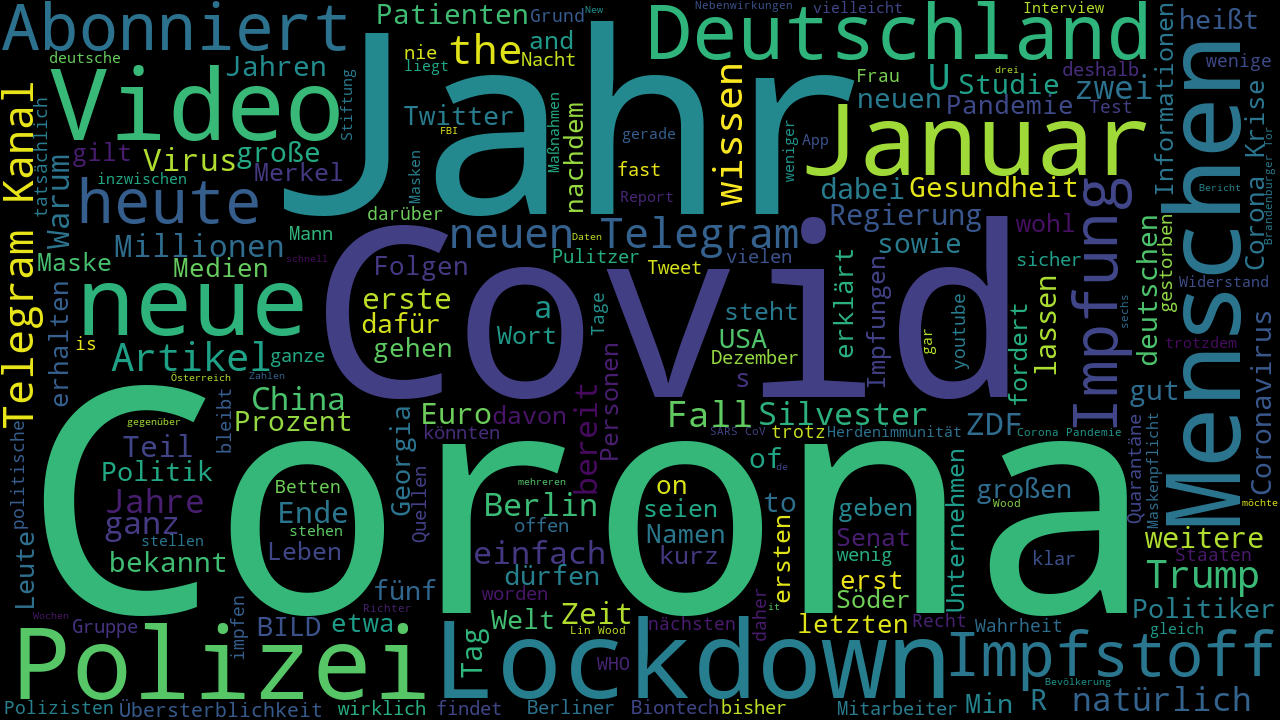 Abonniert
Patienten
Grund
New
Deutschland
Nebenwirkungen
vielleicht
Interview
heißt
deutsche
Video
Jahren
nie
liegt
the
and
Nacht
Jahr
Frau
U
Studie
drei
deshalb
zwei
Informationen
wenige
Telegram Kanal
tatsächlich
Stiftung
Twitter
FBI
Maßnahmen
nachdem
gerade
fast
Report
Wissen
weniger
App
neuen
Pandemie
Test
Januar
Corona Krise
Brandenburger Tor
gilt
Virus
große
Merkel
Masken
inzwischen
Warum
heute
darüber
dabei
Gesundheit
Bericht
Menschen
Millionen
Mann
neuen
Daten
Telegram
Regierung
wohl
Maske
Medien
schnell
Folgen
Covid
Pulitzer
vielen
Tweet
sowie
sicher
Impfung
deutschen
gestorben
Widerstand
erhalten
neue
erste
dafür
gehen
a
Wort
Tage
steht
USA
Dezember
erklärt
Impfungen
gar
youtube
fordert
lassen
sechs
trotzdem
Coronavirus
is
Artikel
ganze
Österreich
Zahlen
s
gut
China
Prozent
bleibt
Euro
davon
bereit
Personen
Fall
Silvester
ZDF
Corona Pandemie
gegenüber
Teil
Politik
politische
Georgia
könnten
SARS CoV
trotz
Herdenimmunität
Quarantäne
Maskenpflicht
Corona
Jahre
ganz
stellen
bekannt
Betten
Ende
stehen
Leben
Quellen
mehreren
Berlin
offen
einfach
dürfen
on
seien
Namen
kurz
of
de
to
ersten
geben
Senat
wenig
erst
Söder
Unternehmen
großen
Wood
klar
möchte
weitere
Staaten
Trump
Leute
fünf
Richter
worden
Wochen
Gruppe
impfen
BILD
etwa
Tag
Welt
Zeit
Lin Wood
WHO
nächsten
daher
it
letzten
Recht
Wahrheit
Politiker
gleich
Polizei
Lockdown
Impfstoff
Bevölkerung
Polizisten
Übersterblichkeit
wirklich
findet
Berliner
Biontech
bisher
Mitarbeiter
Min
R
natürlich